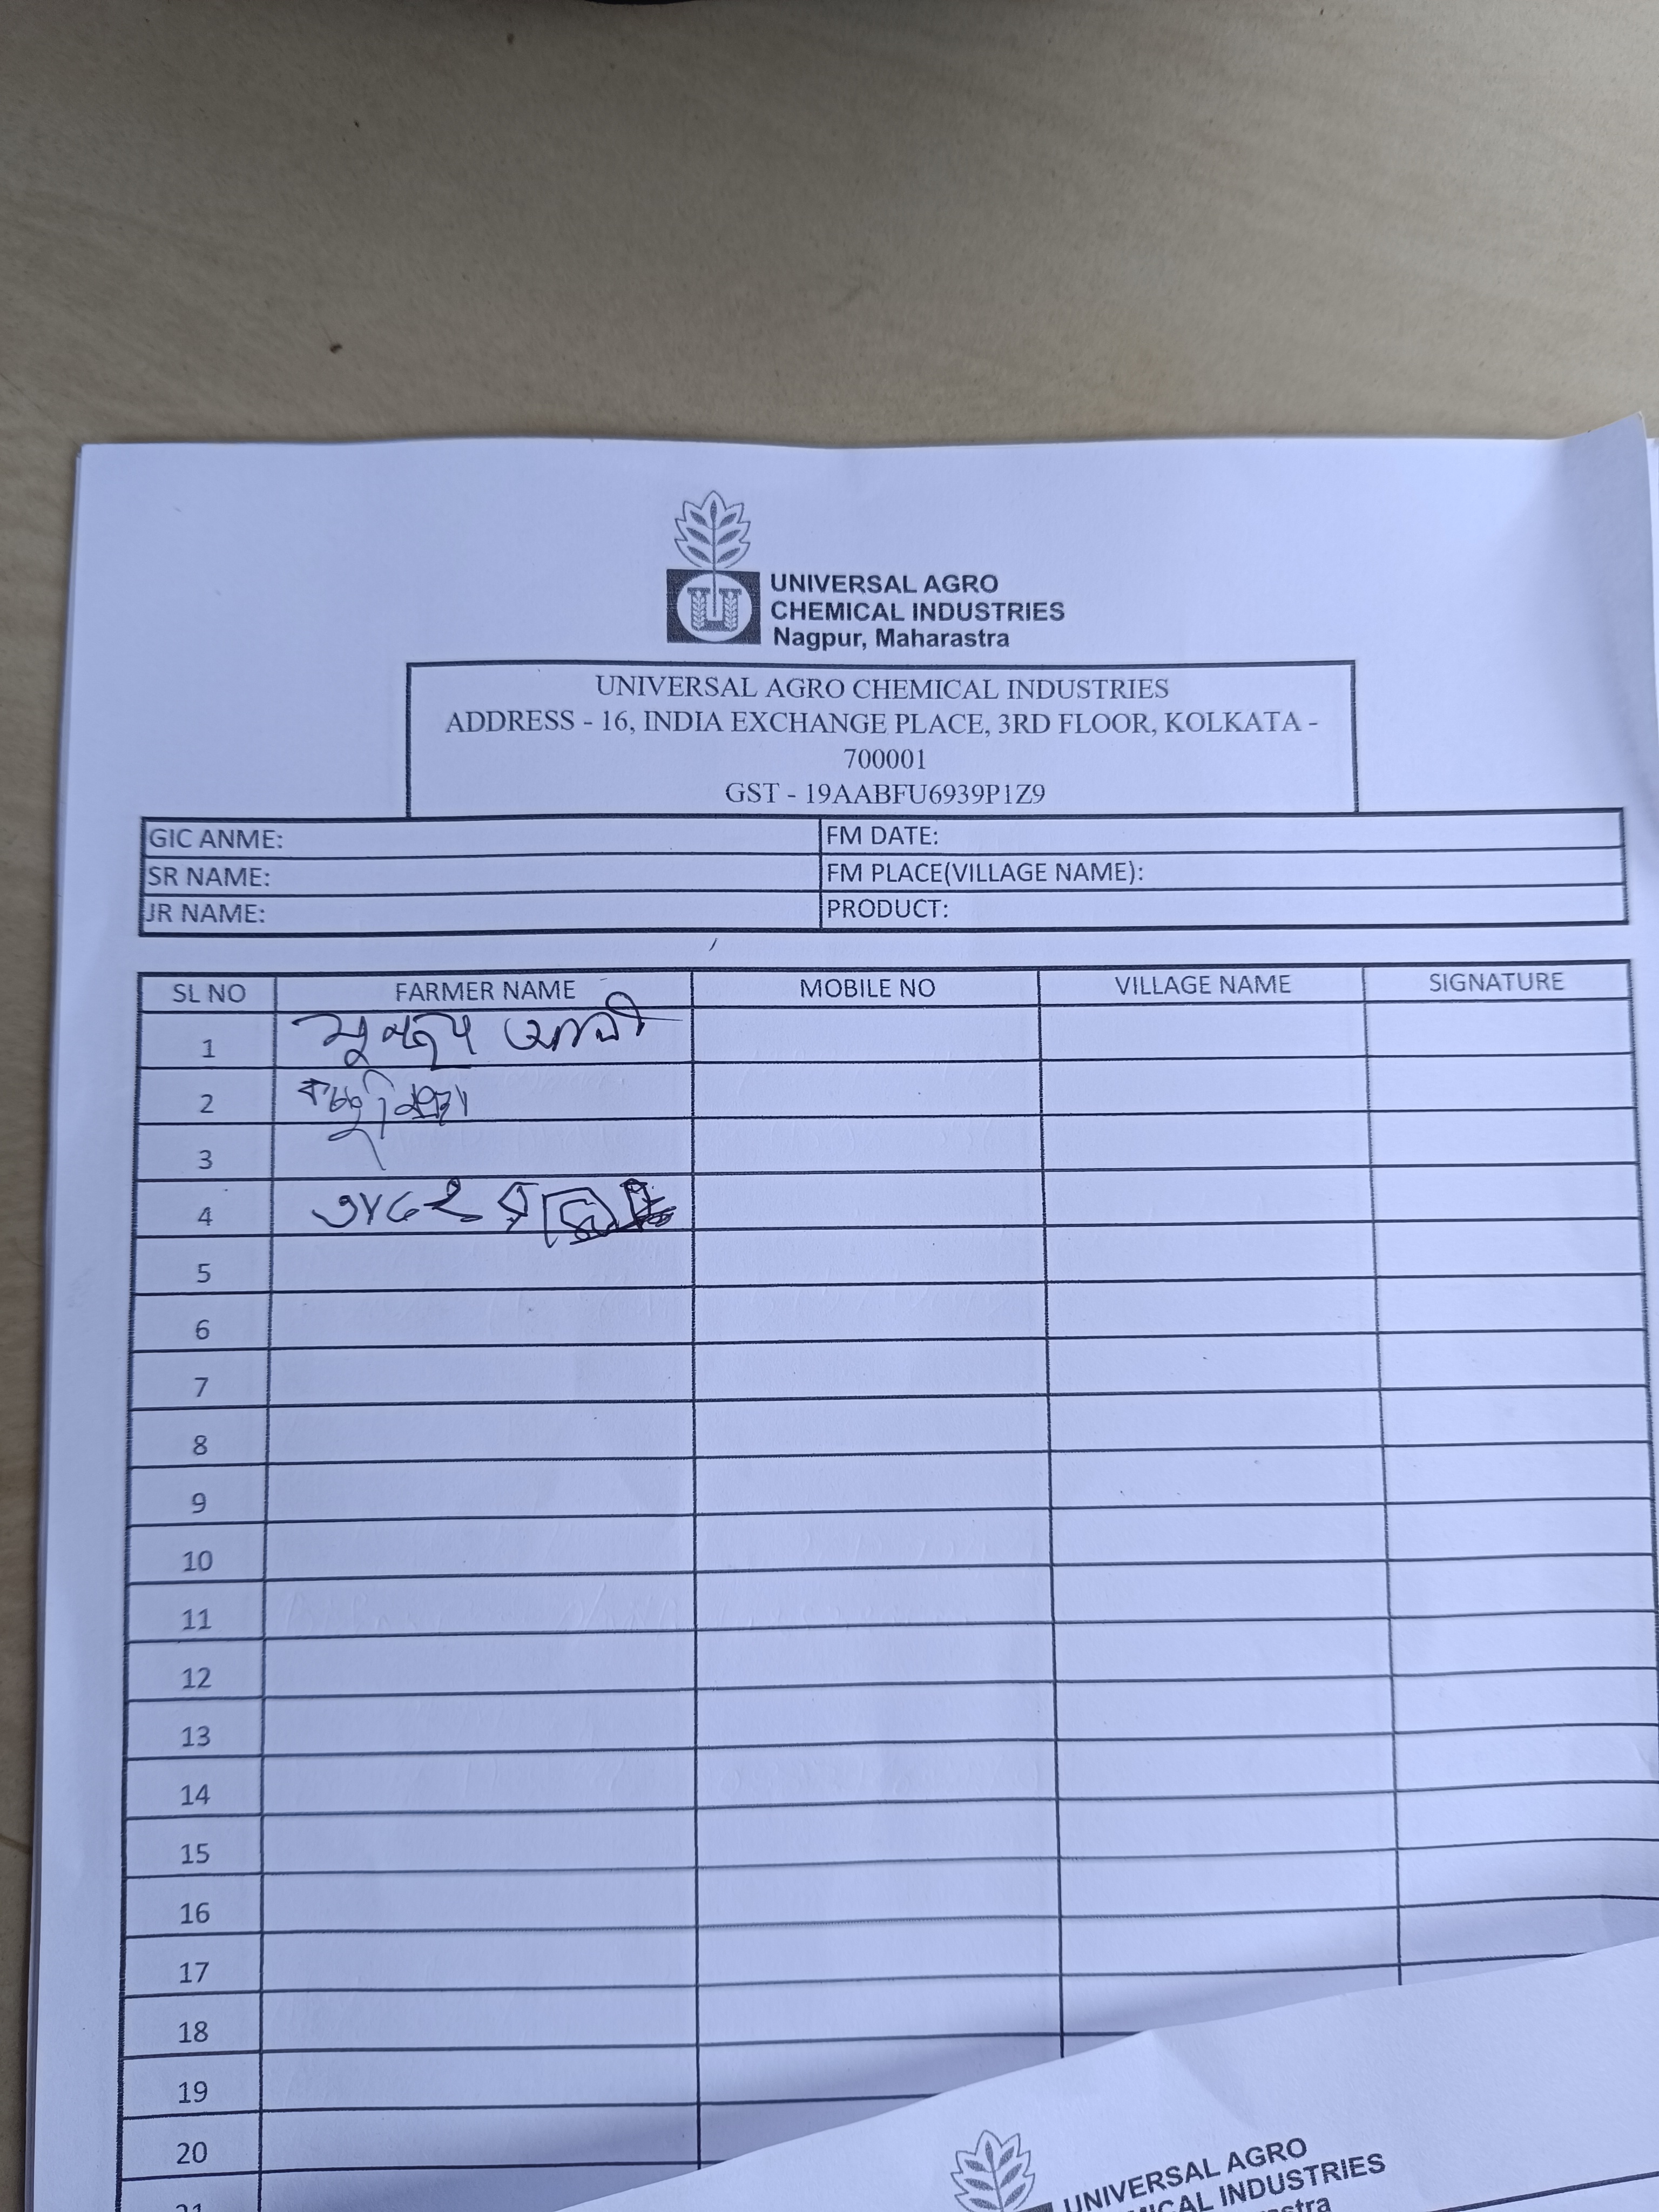 UNIVERSAL AGRO
CHEMICAL INDUSTRIES
Nagpur, Maharastra
UNIVERSAL AGRO CHEMICAL INDUSTRIES
ADDRESS - 16, INDIA EXCHANGE PLACE, 3RD FLOOR, KOLKATA -
700001
GST - 19AABFU6939P1Z9
GIC ANME: FM DATE:
SR NAME: FM PLACE(VILLAGE NAME):
JR NAME: PRODUCT:
SL NO FARMER NAME MOBILE NO VILLAGE NAME SIGNATURE
1
2
3
4
5
6
7
8
9
10
11
12
13
14
15
16
17
18
19
20
21
UNIVERSAL AGRO
INDUSTRIES